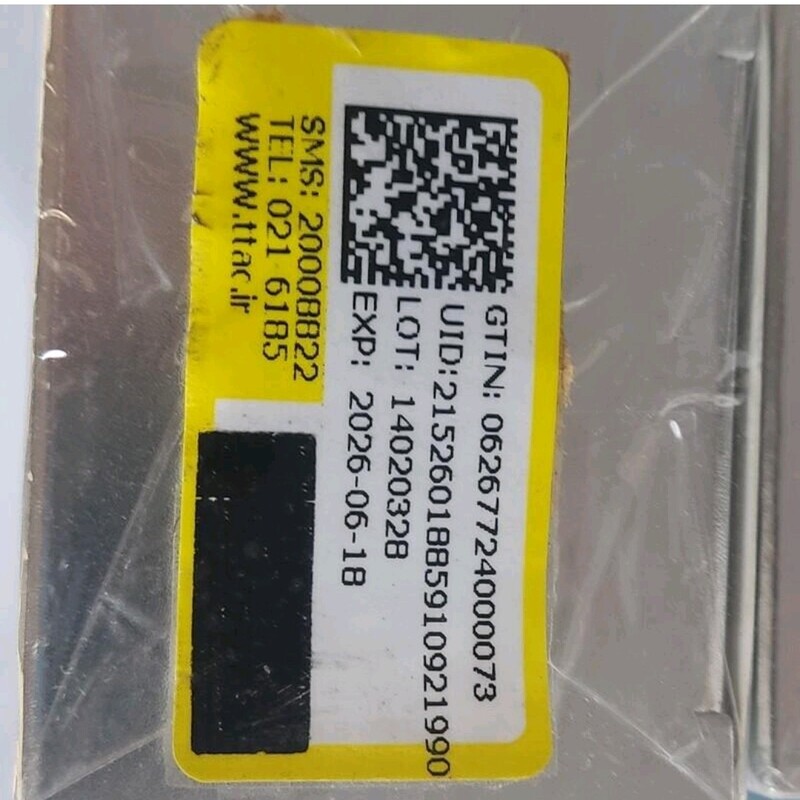 GTIN: 06267724000073
UID:21526018859109219​90
LOT: 14020328
EXP: 2026-06-18
SMS: 20008822
TEL: 021 6185
www.ttac.ir